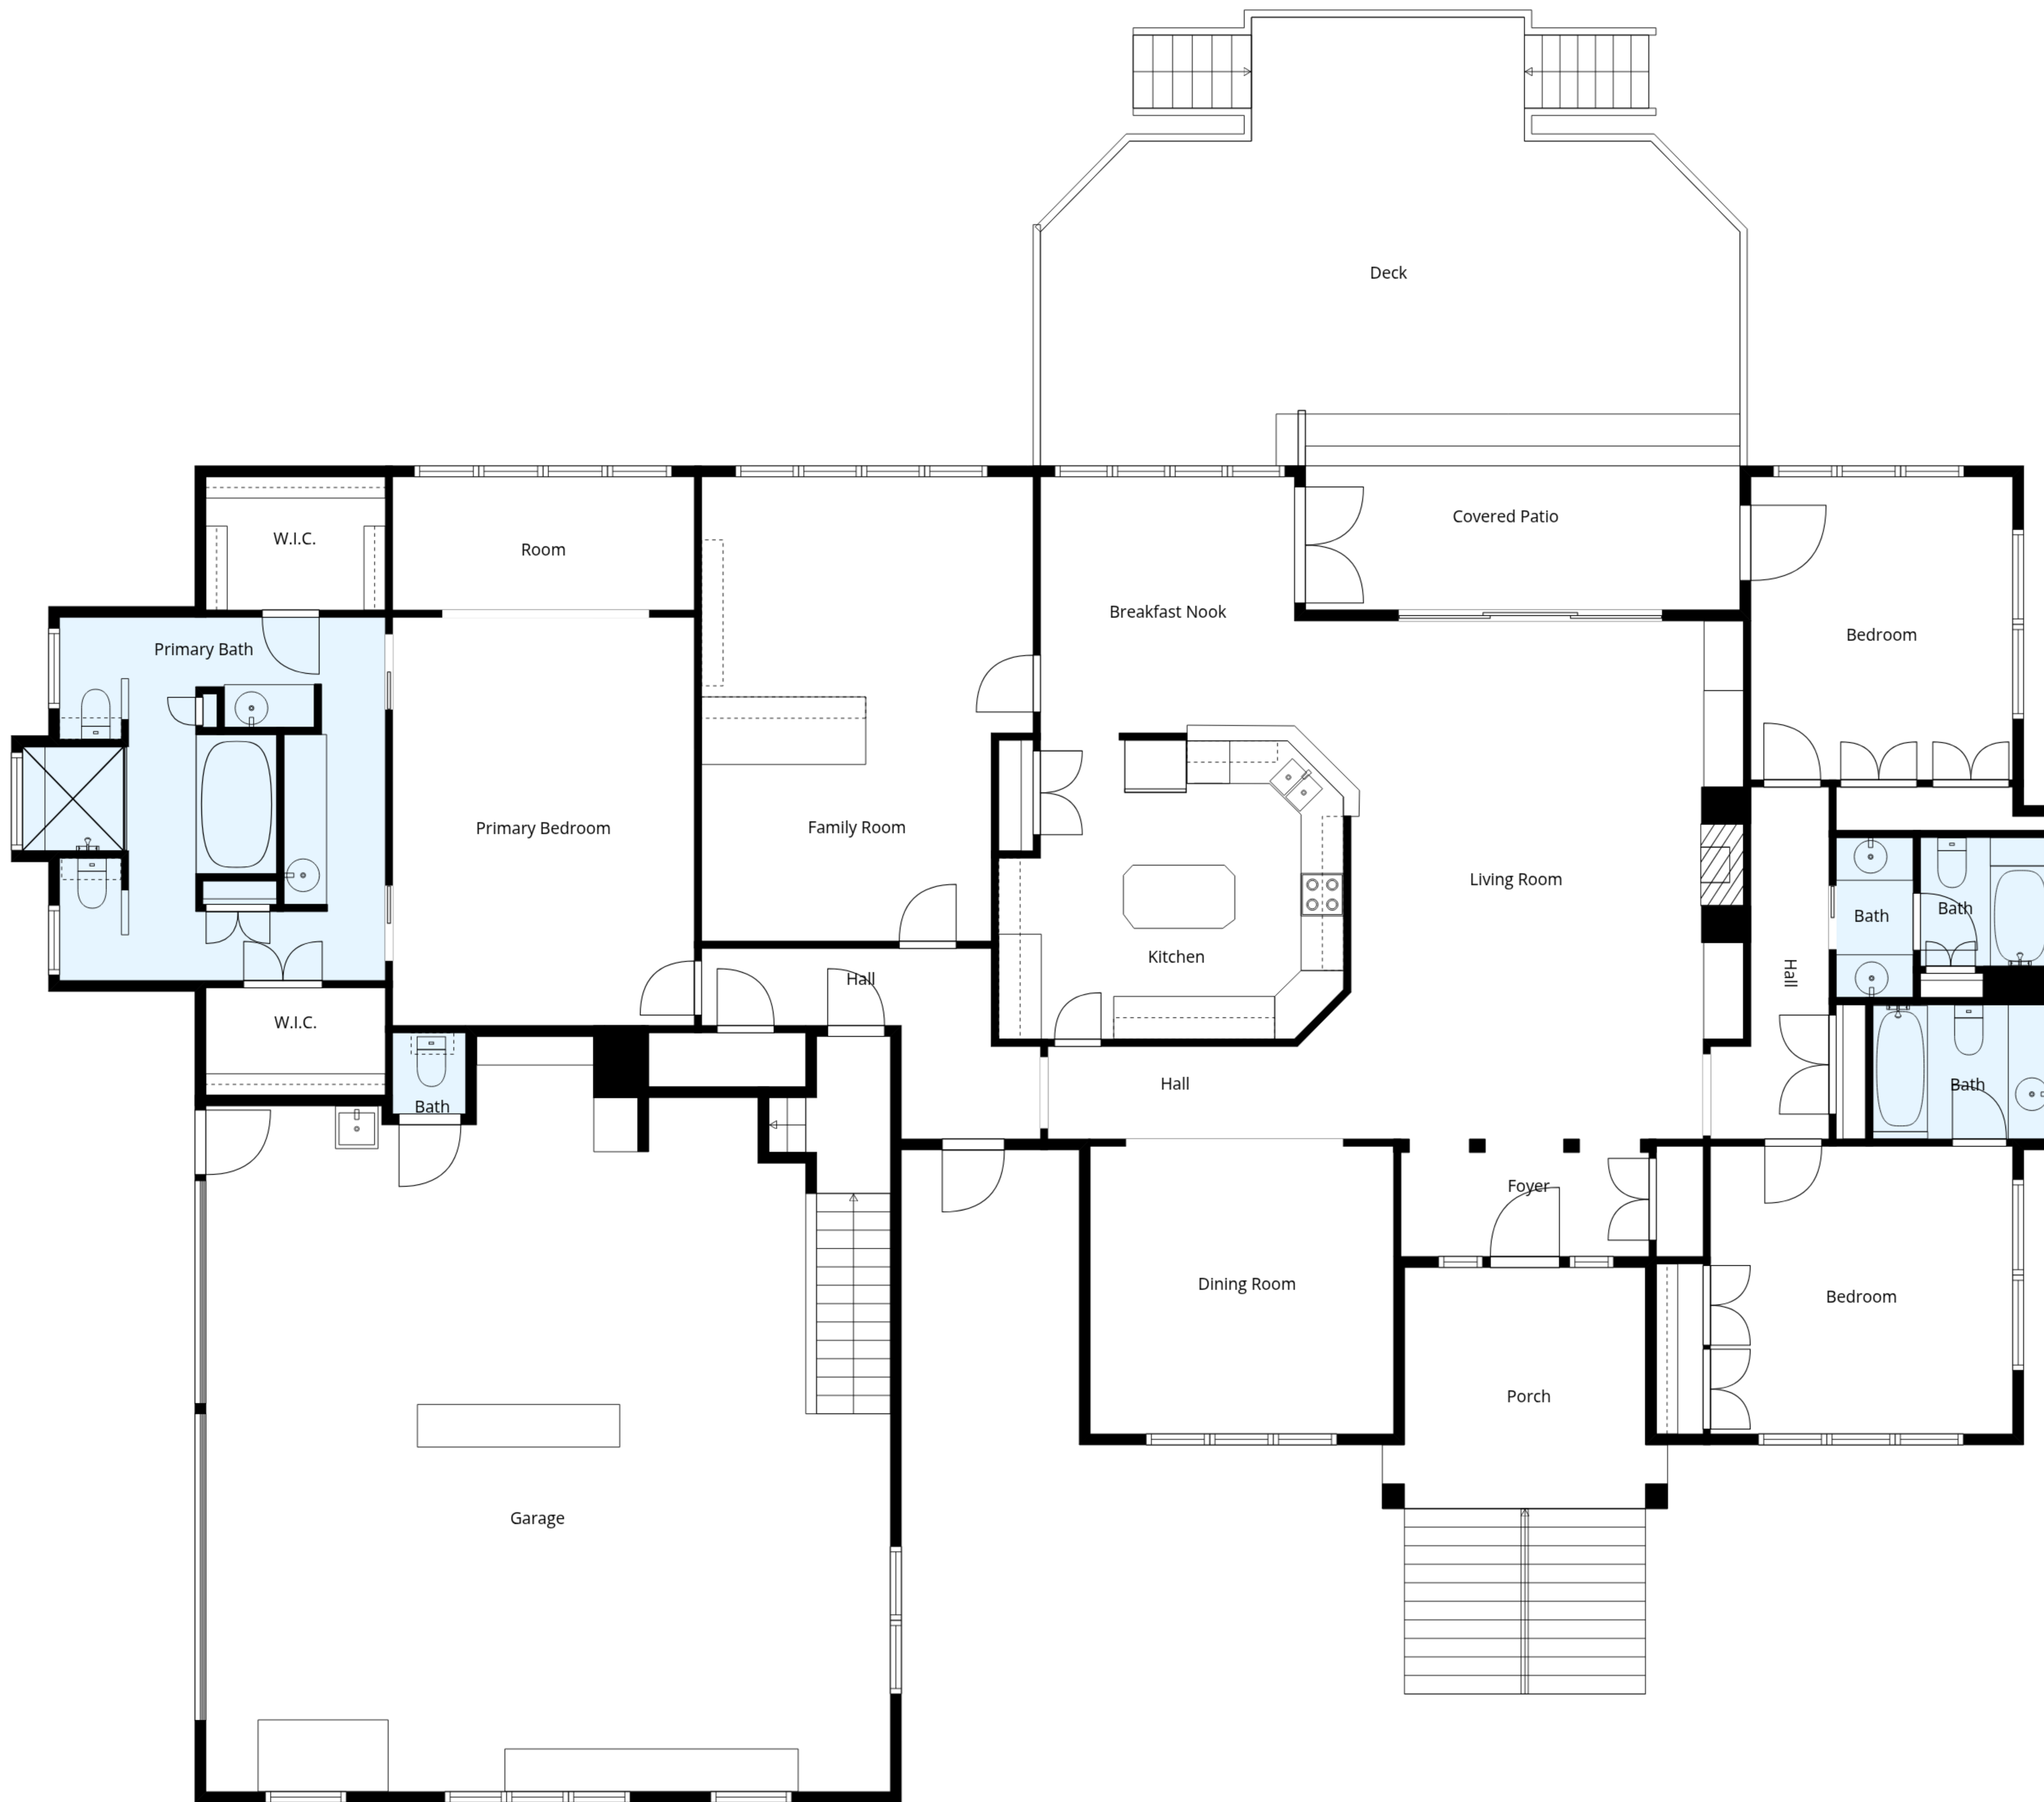 Deck
Covered Patio
W.I.C.
Room
Breakfast Nook
Bedroom
Primary Bath
Primary Bedroom
Family Room
Living Room
Bath
Bath
Kitchen
Hall
Hall
W.I.C.
Hall
Bath
Bath
Foyer
Dining Room
Bedroom
Porch
Garage